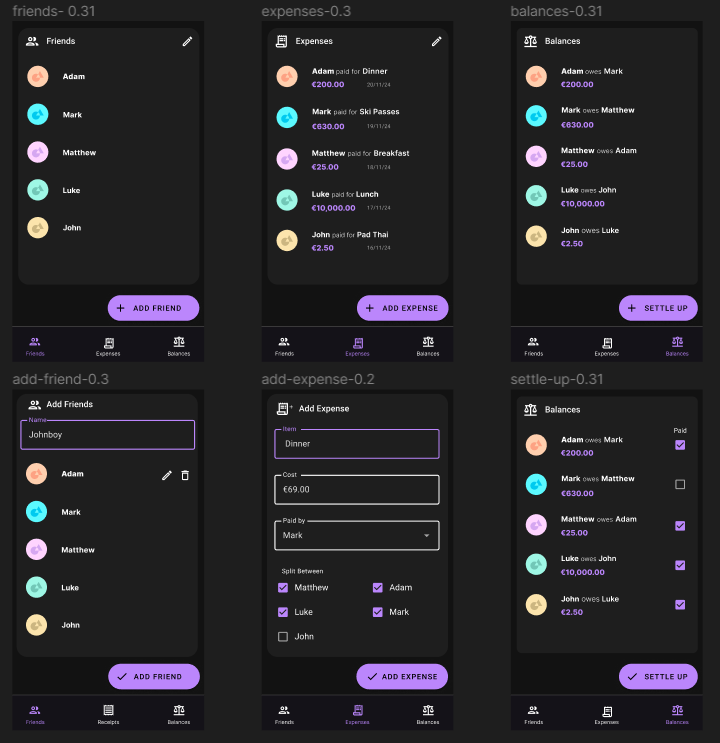 friends- 0.31
Friends
Adam
Mark
Matthew
Luke
John
ADD FRIEND
Friends
Expenses
Balances
expenses-0.3
Expenses
Adam paid for Dinner
€200.00 20/11/24
Mark paid for Ski Passes
€630.00 19/11/24
Matthew paid for Breakfast
€25.00 18/11/24
Luke paid for Lunch
€10,000.00 17/11/24
John paid for Pad Thai
€2.50 16/11/24
ADD EXPENSE
Friends
Expenses
Balances
balances-0.31
Balances
Adam owes Mark
€200.00
Mark owes Matthew
€630.00
Matthew owes Adam
€25.00
Luke owes John
€10,000.00
John owes Luke
€2.50
SETTLE UP
Friends
Expenses
Balances
add-friend-0.3
Add Friends
Name
Johnboy
Adam
Mark
Matthew
Luke
John
ADD FRIEND
Friends
Receipts
Balances
add-expense-0.2
Add Expense
Item
Dinner
Cost
€69.00
Paid by
Mark
Split Between
Matthew Adam
Luke Mark
John
ADD EXPENSE
Friends
Expenses
Balances
settle-up-0.31
Balances
Paid
Adam owes Mark
€200.00
Mark owes Matthew
€630.00
Matthew owes Adam
€25.00
Luke owes John
€10,000.00
John owes Luke
€2.50
SETTLE UP
Friends
Expenses
Balances